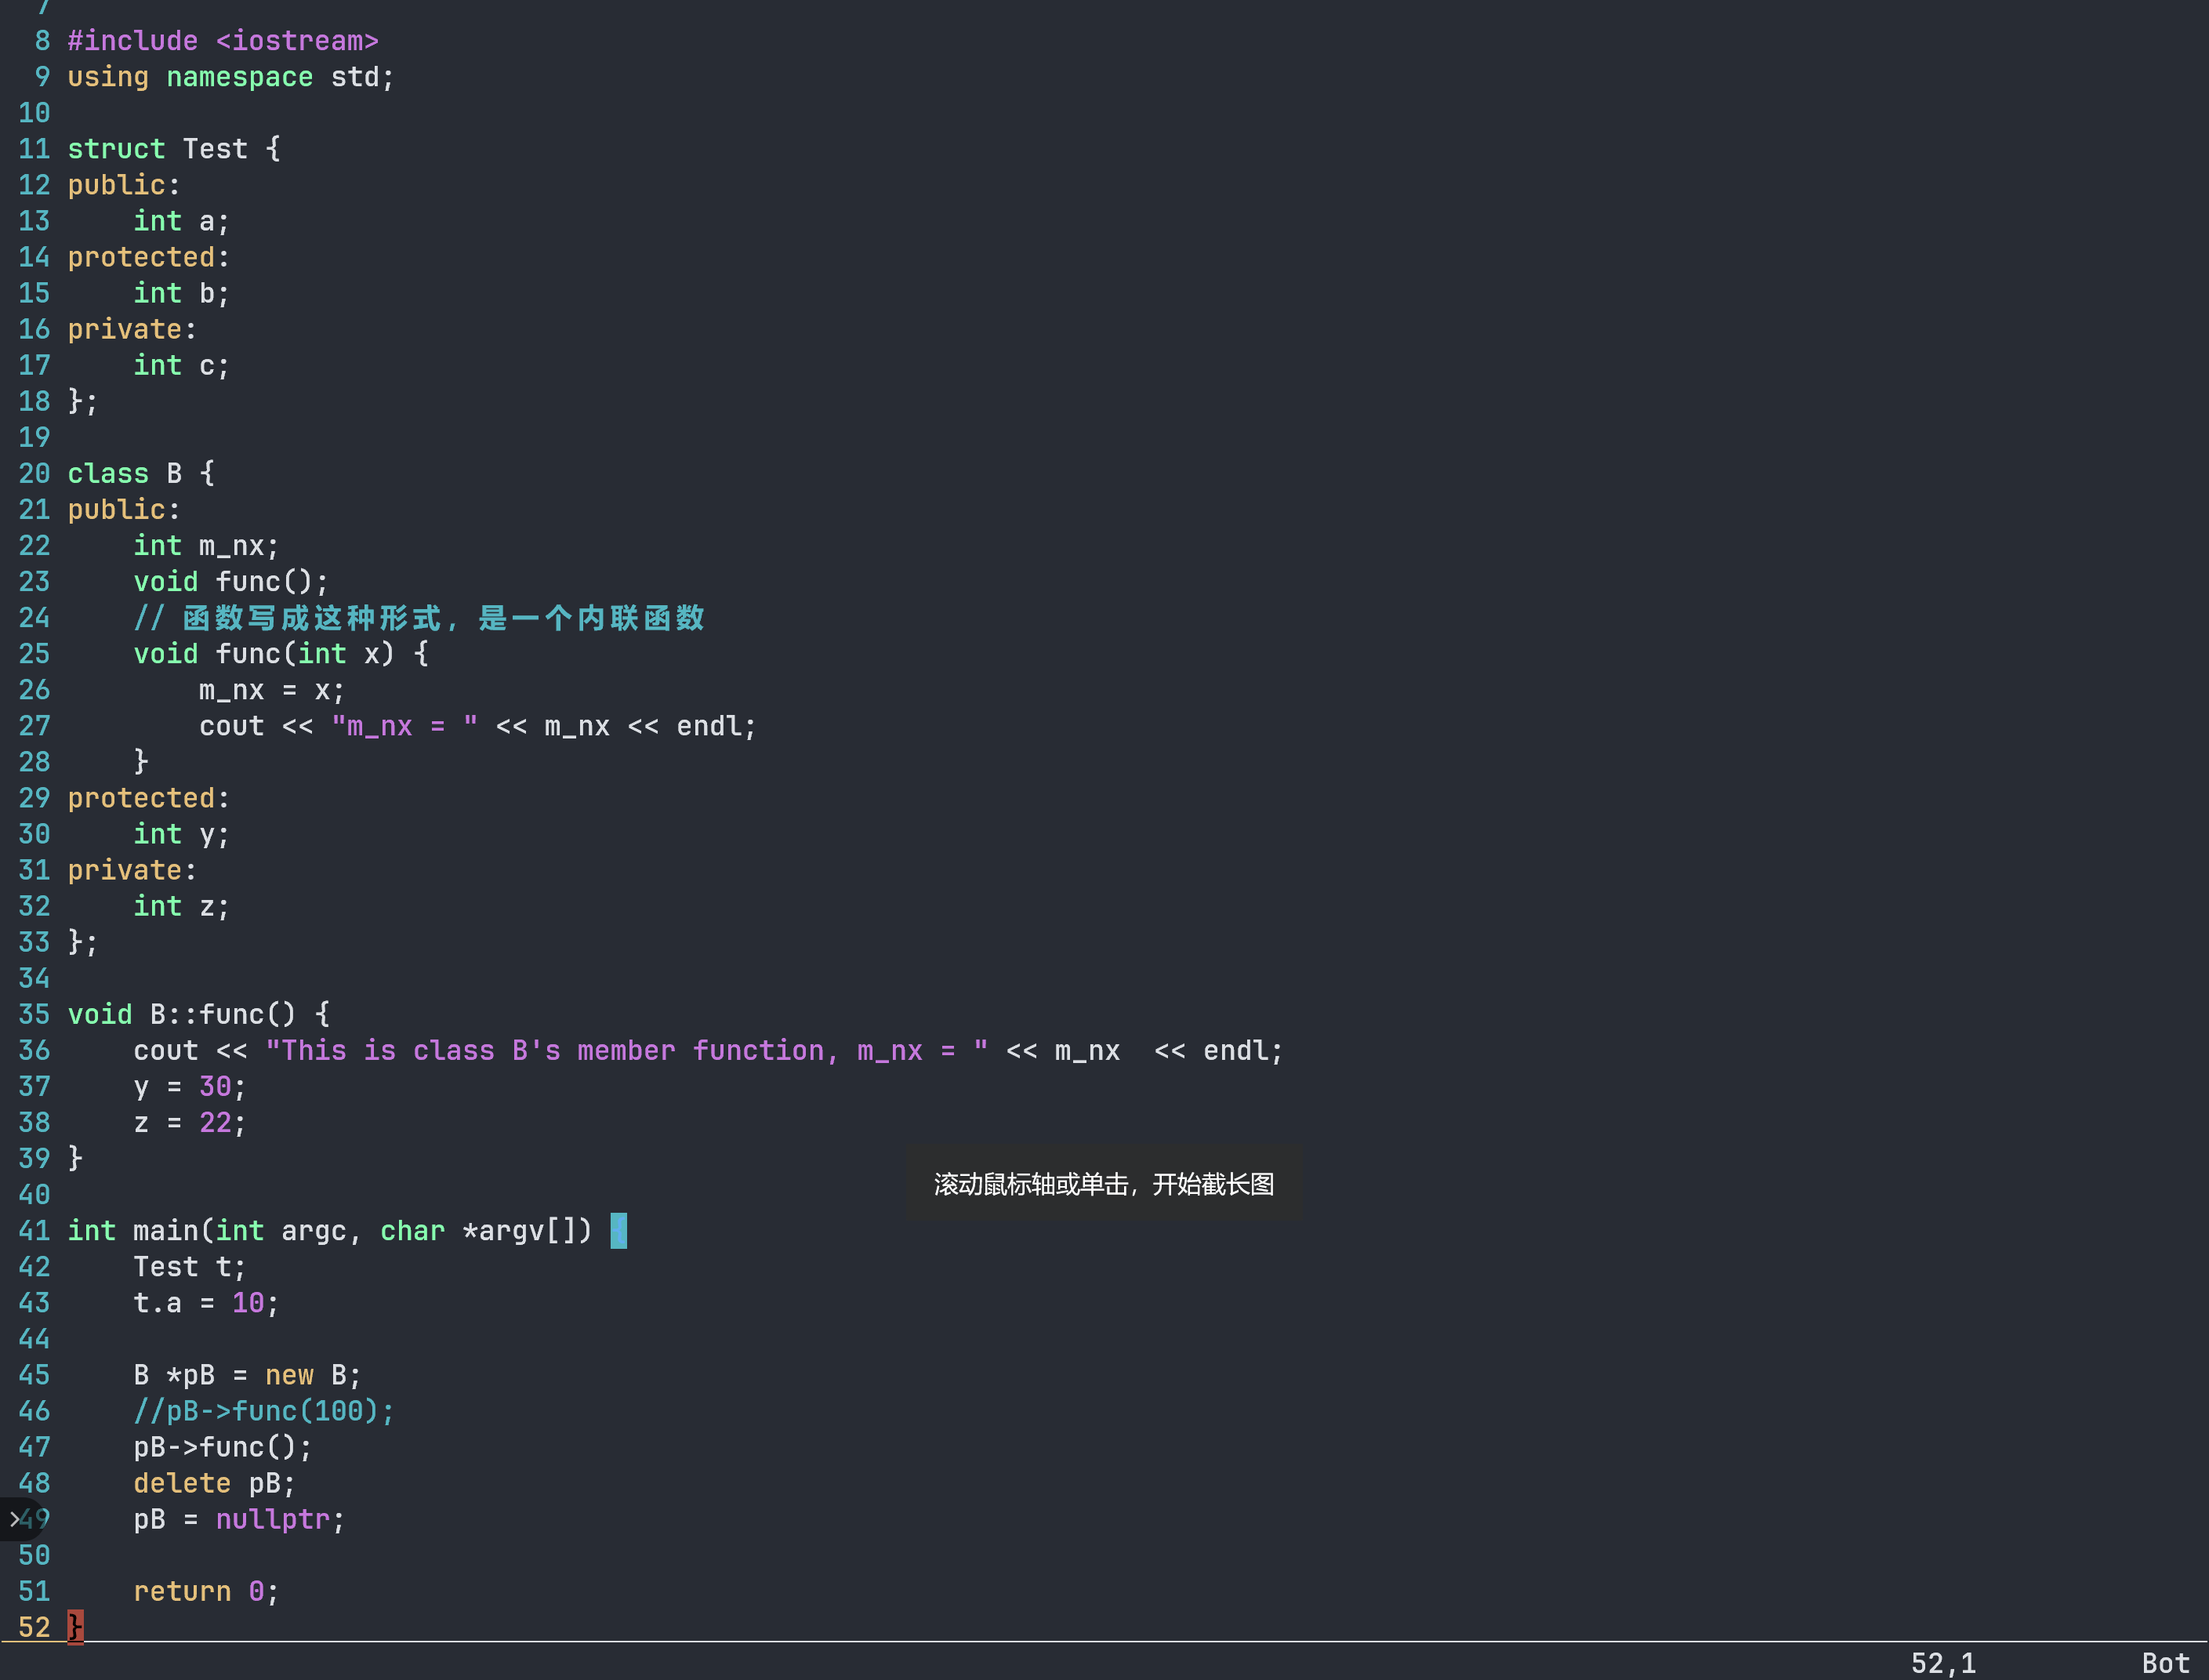 7
8 #include <iostream>
9 using namespace std;
10
11 struct Test {
12 public:
13     int a;
14 protected:
15     int b;
16 private:
17     int c;
18 };
19
20 class B {
21 public:
22     int m_nx;
23     void func();
24     // 函数写成这种形式，是一个内联函数
25     void func(int x) {
26         m_nx = x;
27         cout << "m_nx = " << m_nx << endl;
28     }
29 protected:
30     int y;
31 private:
32     int z;
33 };
34
35 void B::func() {
36     cout << "This is class B's member function, m_nx = " << m_nx  << endl;
37     y = 30;
38     z = 22;
39 }
滚动鼠标轴或单击，开始截长图
40
41 int main(int argc, char *argv[]) {
42     Test t;
43     t.a = 10;
44
45     B *pB = new B;
46     //pB->func(100);
47     pB->func();
48     delete pB;
49     pB = nullptr;
50
51     return 0;
52 }
52,1 Bot